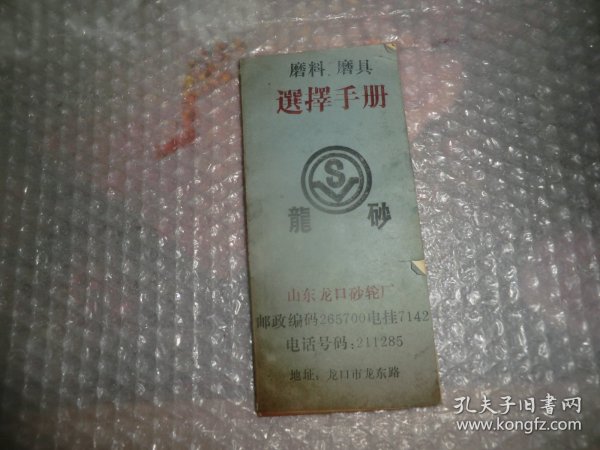 磨料、磨具
選擇手册
S
龍 砂
山东龙口砂轮厂
邮政编码265700电挂7142
电话号码:211285
地址:龙口市龙东路
孔夫子旧書网
www.kongfz.com